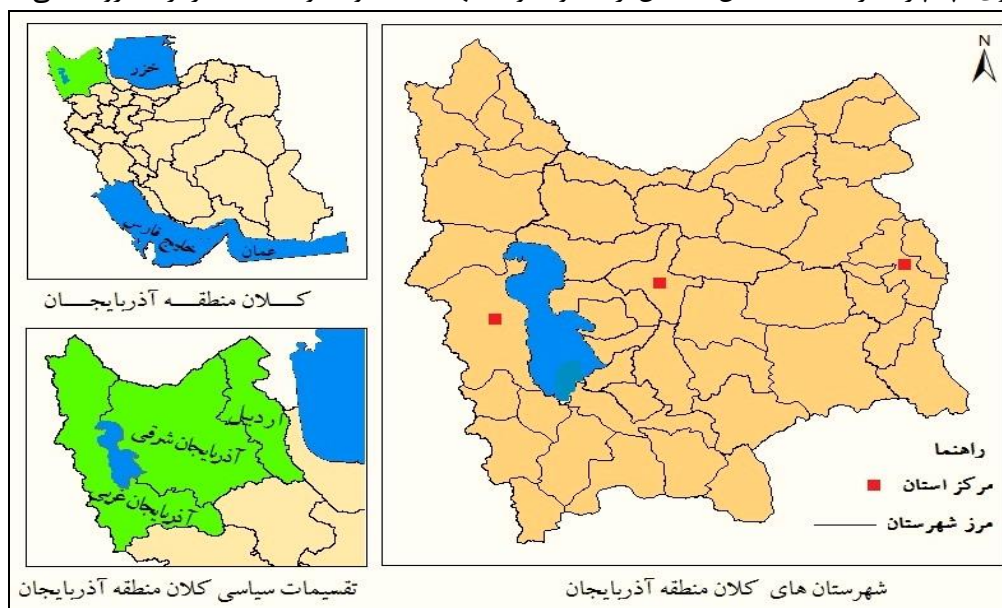 خزر
خلیج فارس
عمان
کلان منطقه آذربایجان
اردبیل
آذربایجان شرقی
آذربایجان غربی
تقسیمات سیاسی کلان منطقه آذربایجان
N
راهنما
مرکز استان
مرز شهرستان
شهرستان های کلان منطقه آذربایجان